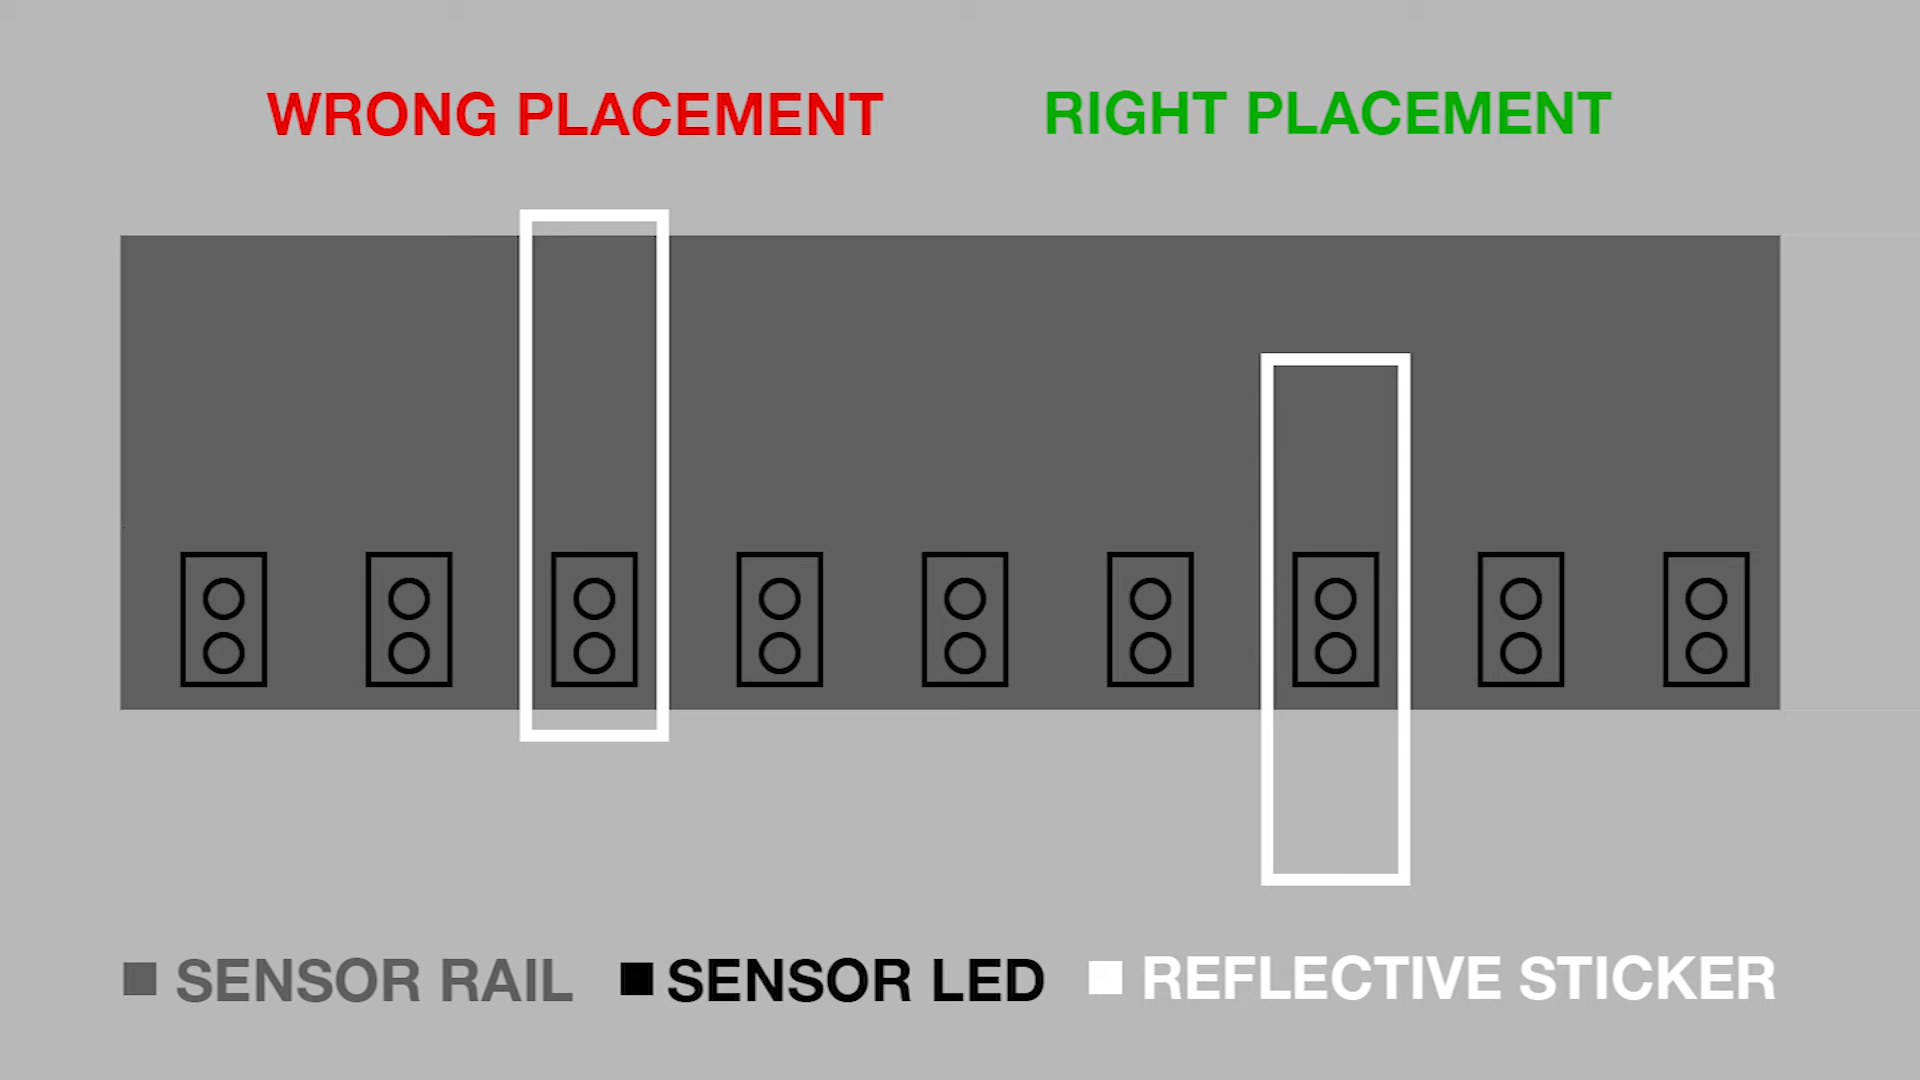 WRONG PLACEMENT
RIGHT PLACEMENT
SENSOR RAIL
SENSOR LED
REFLECTIVE STICKER